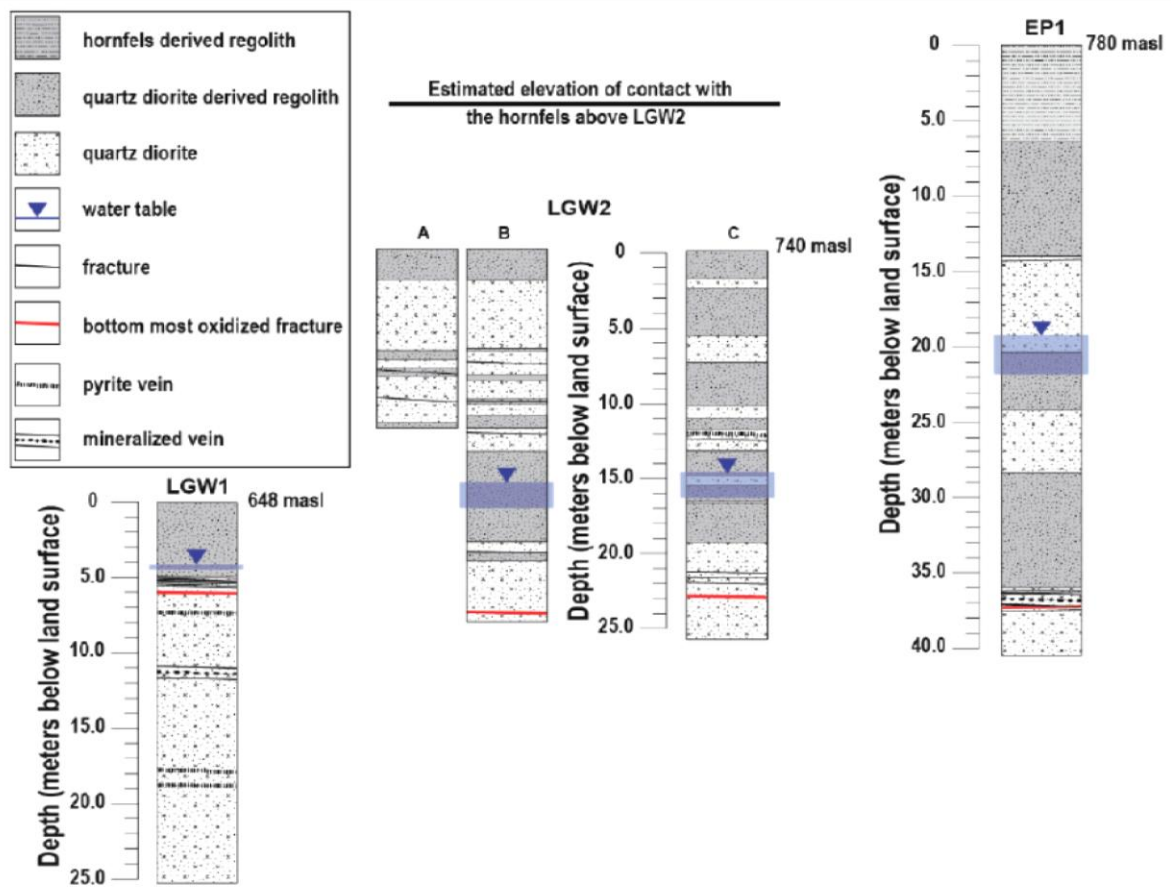 hornfels derived regolith
quartz diorite derived regolith
quartz diorite
water table
fracture
bottom most oxidized fracture
pyrite vein
mineralized vein
Estimated elevation of contact with
the hornfels above LGW2
LGW1
648 masl
Depth (meters below land surface)
0
5.0
10.0
15.0
20.0
25.0
LGW2
A
B
C
740 masl
Depth (meters below land surface)
0
5.0
10.0
15.0
20.0
25.0
EP1
780 masl
Depth (meters below land surface)
0
5.0
10.0
15.0
20.0
25.0
30.0
35.0
40.0